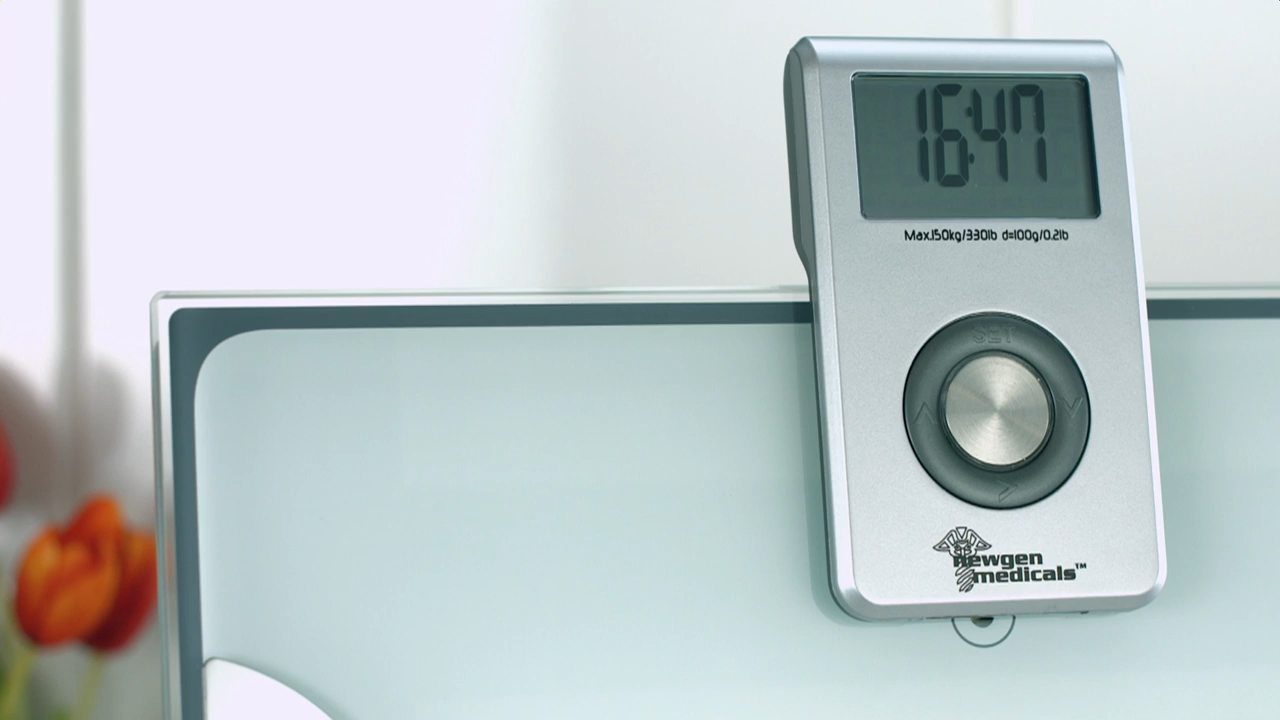 16:47
Max.150kg/330lb d=100g/0.2lb
SET
newgen
medicals™